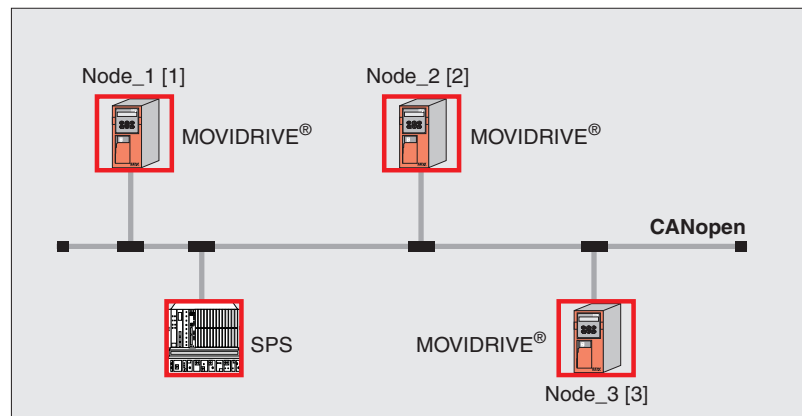 Node_1 [1]
Node_2 [2]
MOVIDRIVE®
MOVIDRIVE®
CANopen
SPS
MOVIDRIVE®
Node_3 [3]